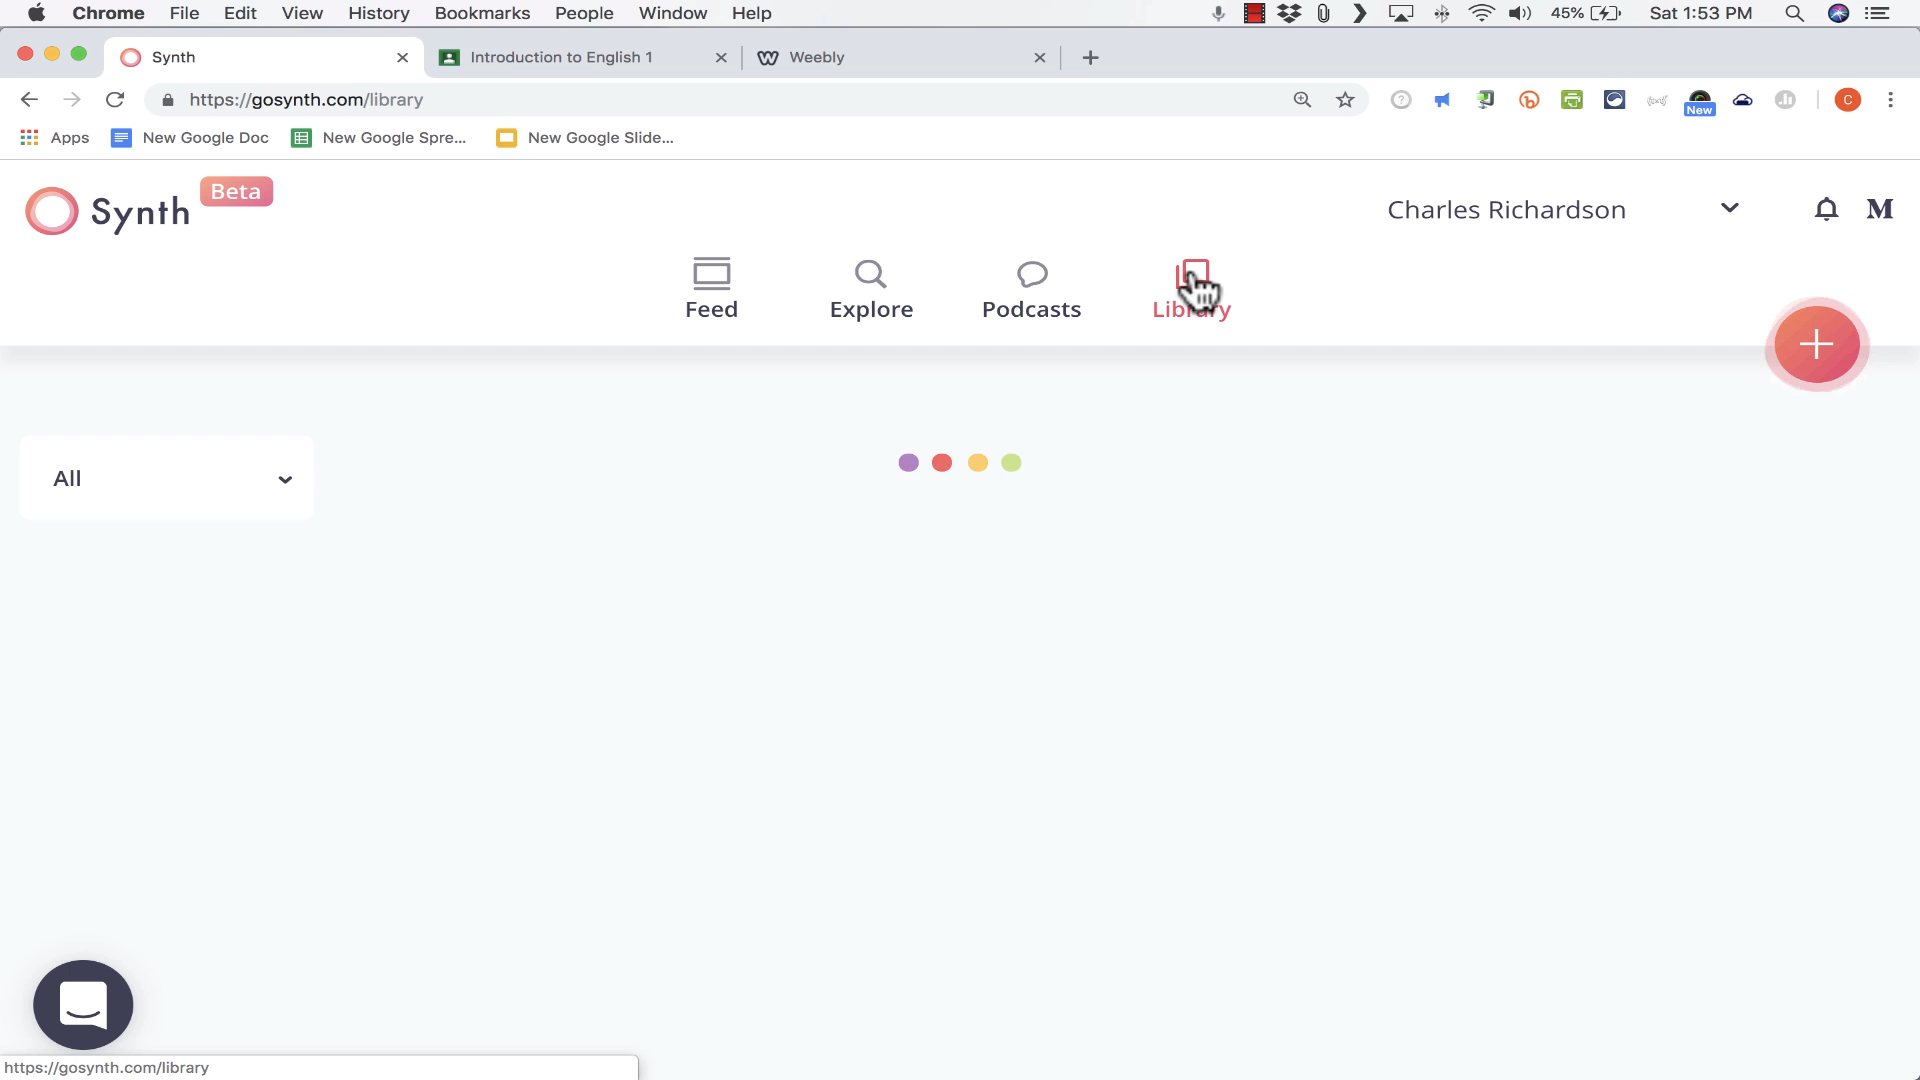 Chrome File Edit View History Bookmarks People Window Help 45% Sat 1:53 PM
Synth Introduction to English 1 Weebly
https://gosynth.com/library New C
Apps New Google Doc New Google Spre... New Google Slide...
Synth Beta Charles Richardson M
Feed Explore Podcasts Library
All
https://gosynth.com/library